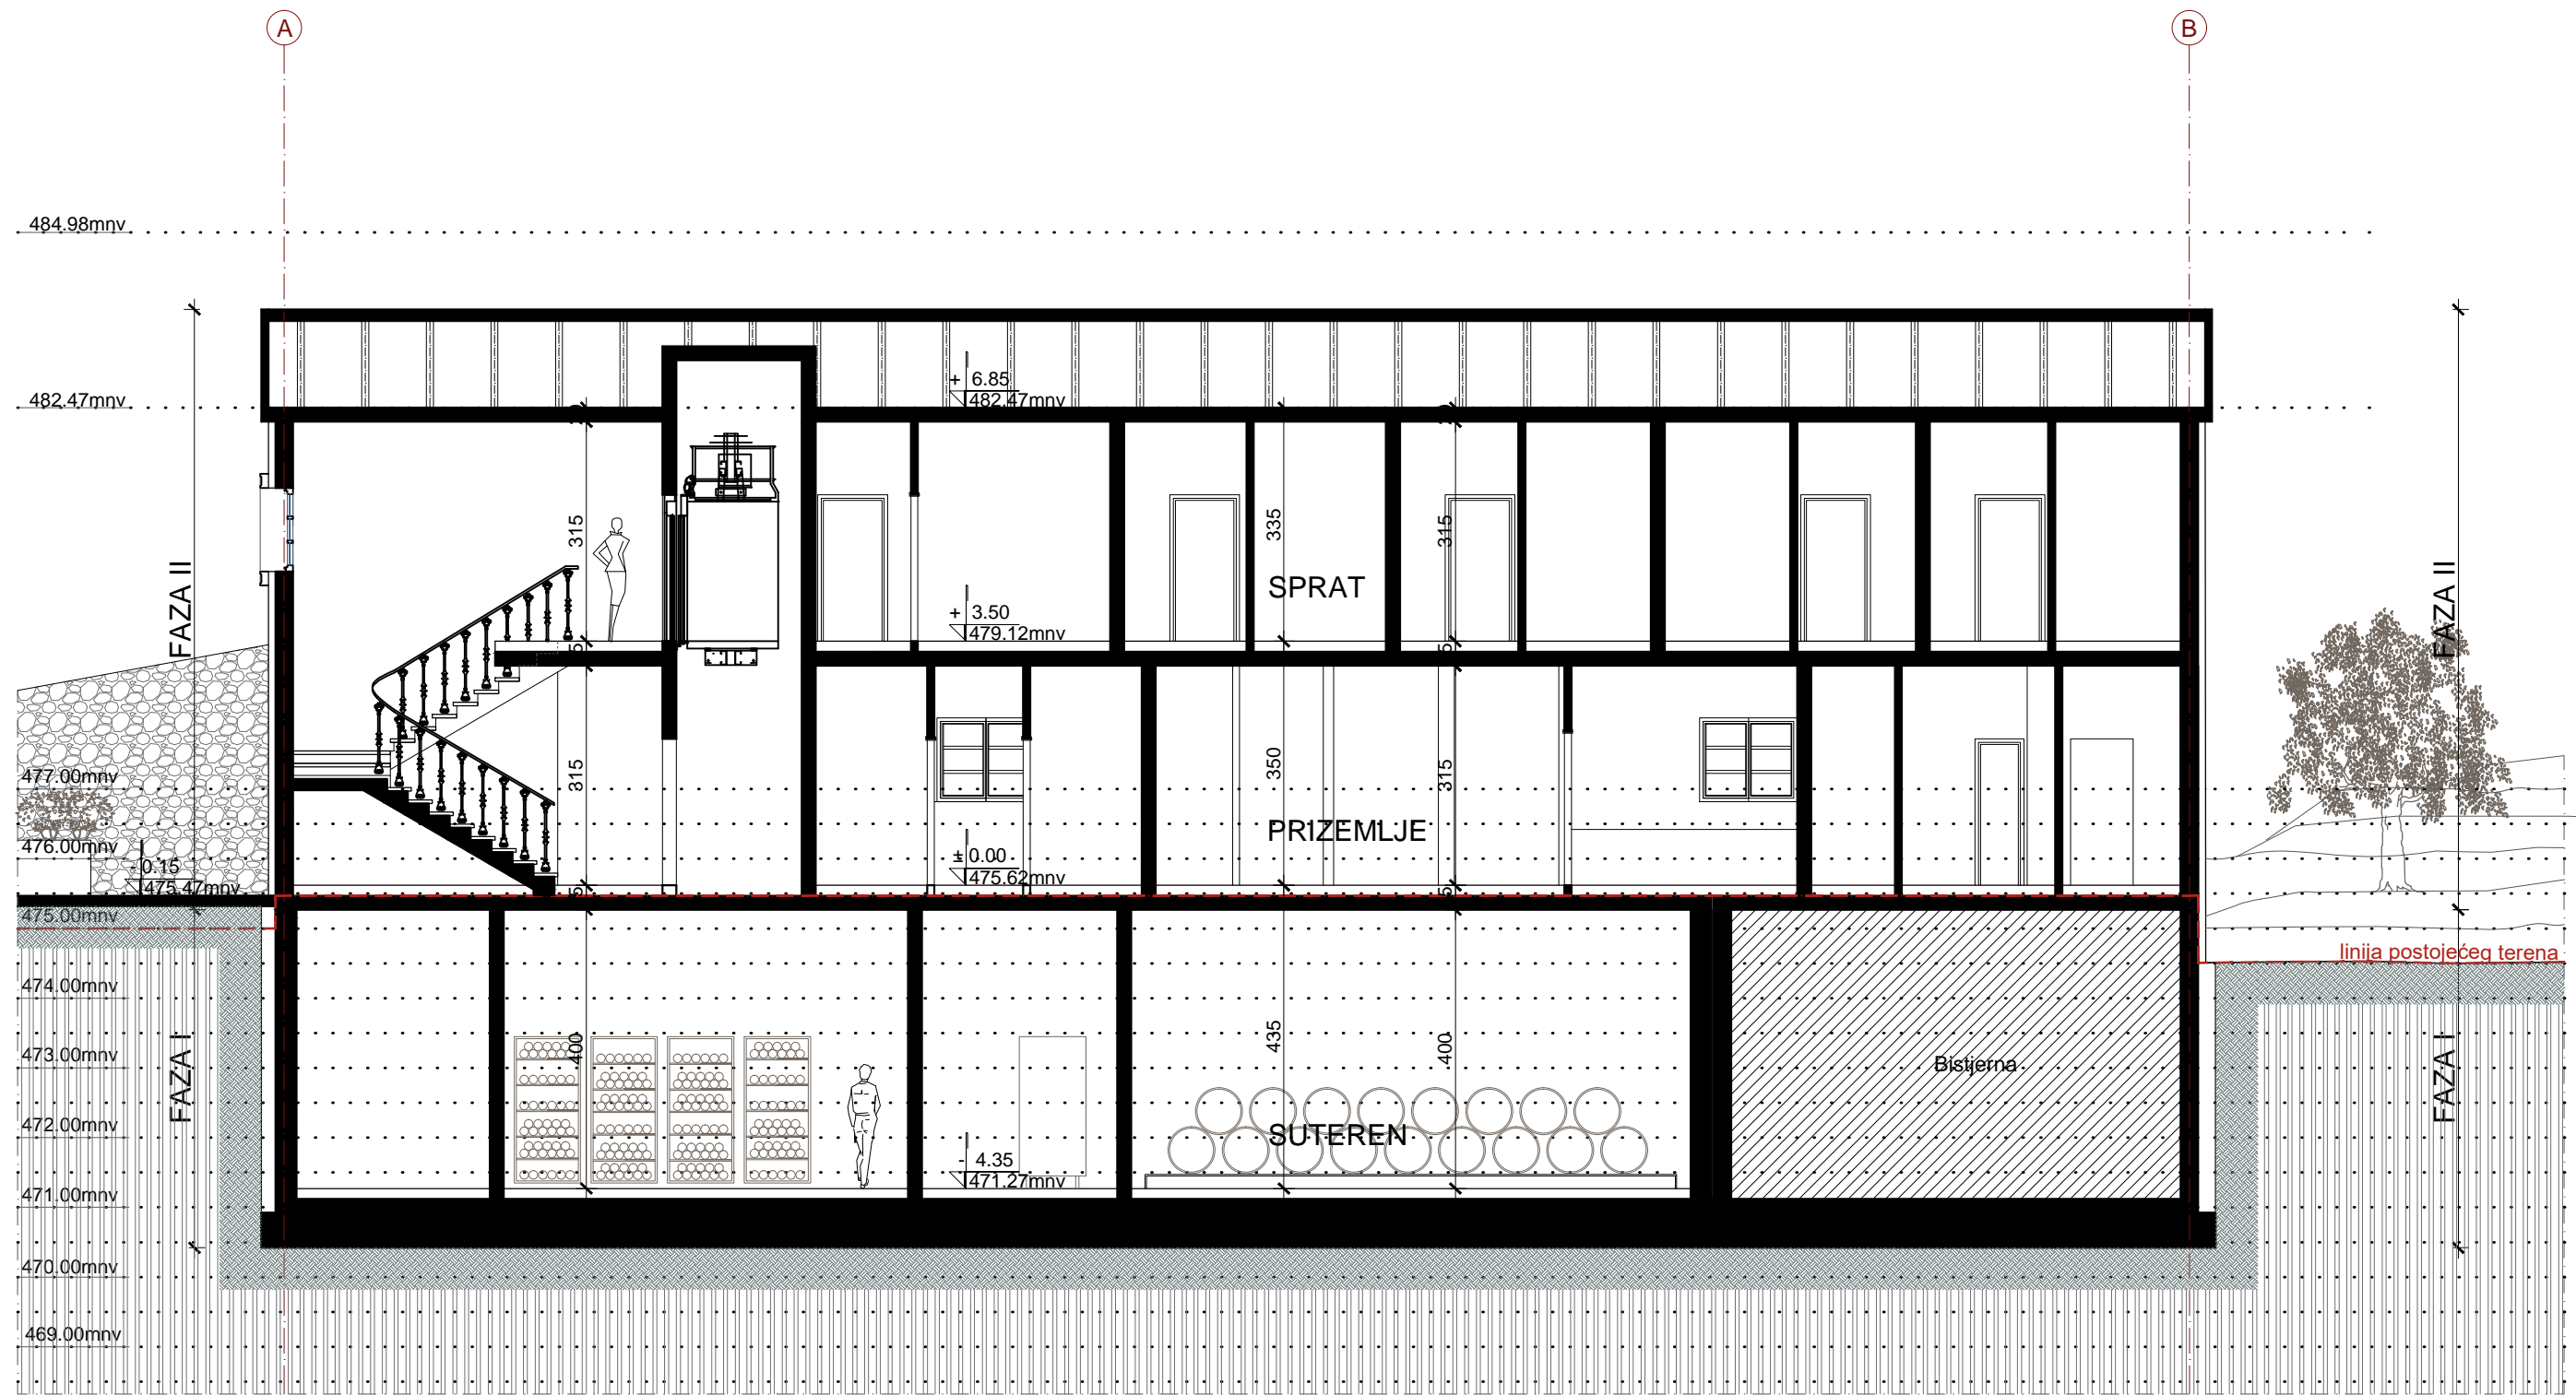 A
B
484.98mnv
482.47mnv
+ 6.85
482.47mnv
315
335
315
FAZA II
FAZA II
SPRAT
+ 3.50
479.12mnv
315
350
315
477.00mnv
PRIZEMLJE
476.00mnv
- 0.15
475.47mnv
± 0.00
475.62mnv
475.00mnv
linija postojećeg terena
474.00mnv
473.00mnv
400
435
400
Bistjerna
FAZA I
FAZA I
472.00mnv
SUTEREN
- 4.35
471.27mnv
471.00mnv
470.00mnv
469.00mnv